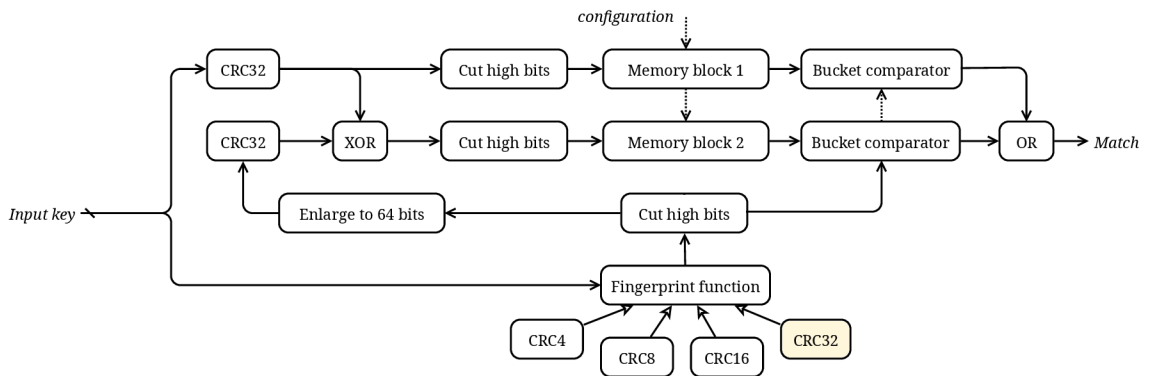 configuration
CRC32
Cut high bits
Memory block 1
Bucket comparator
CRC32
XOR
Cut high bits
Memory block 2
Bucket comparator
OR
Match
Input key
Enlarge to 64 bits
Cut high bits
Fingerprint function
CRC4
CRC8
CRC16
CRC32